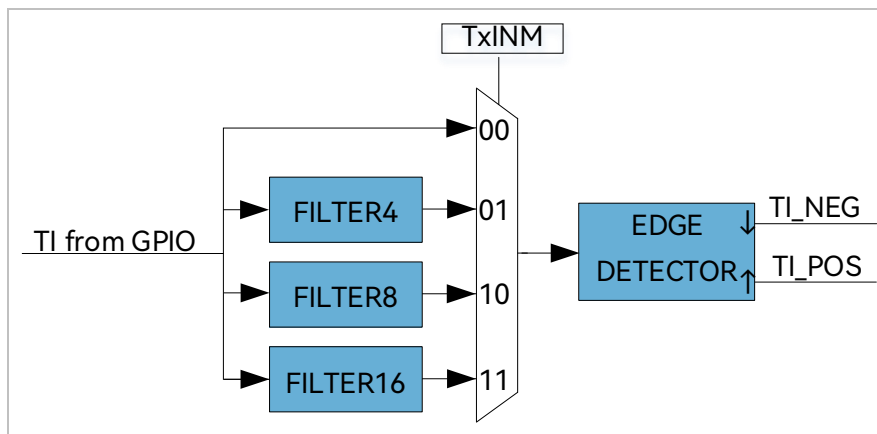 TxINM
00
FILTER4
01
TI from GPIO
EDGE
DETECTOR
↓
↑
TI_NEG
TI_POS
FILTER8
10
FILTER16
11